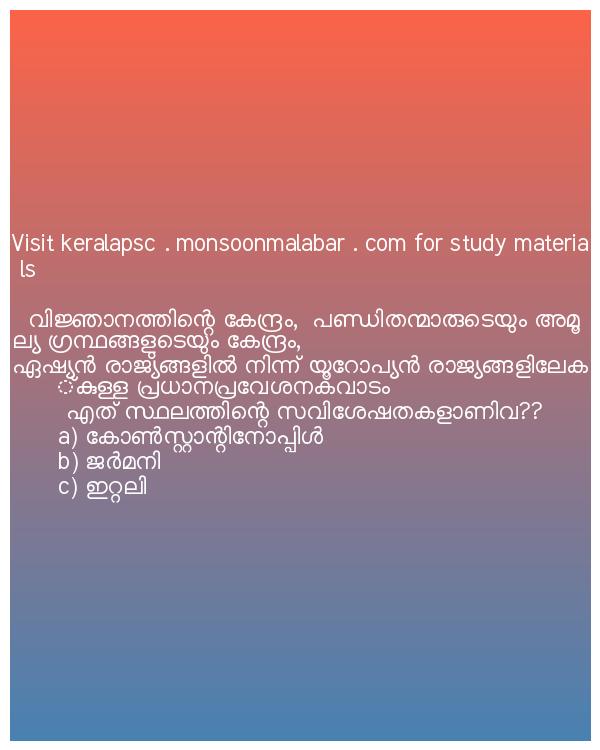 Visit keralapsc . monsoonmalabar . com for study materia
ls
വിജ്ഞാനത്തിന്റെ കേന്ദ്രം, പണ്ഡിതന്മാരുടെയും അമൂ
ല്യ ഗ്രന്ഥങ്ങളുടെയും കേന്ദ്രം,
ഏഷ്യൻ രാജ്യങ്ങളിൽ നിന്ന് യൂറോപ്യൻ രാജ്യങ്ങളിലേക
്കുള്ള പ്രധാനപ്രവേശനകവാടം
എത് സ്ഥലത്തിന്റെ സവിശേഷതകളാണിവ??
a) കോൺസ്റ്റാന്റിനോപ്പിൾ
b) ജർമനി
c) ഇറ്റലി